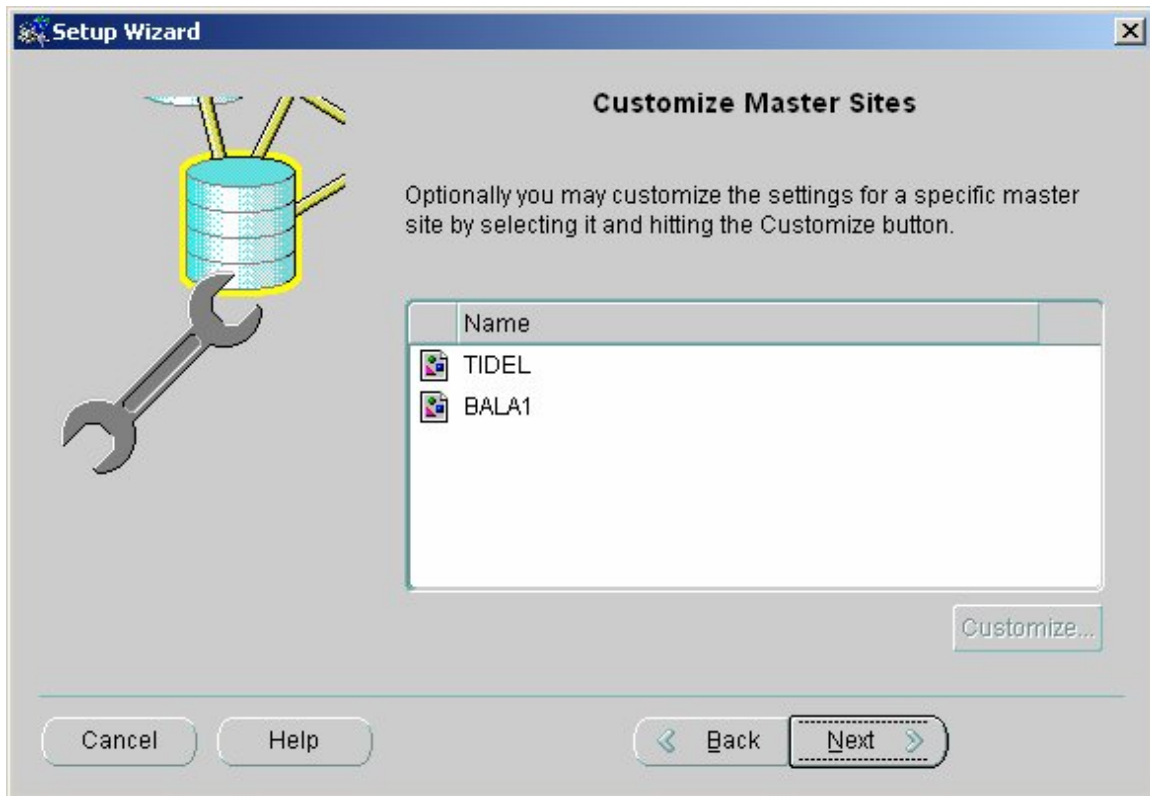 Setup Wizard
Customize Master Sites
Optionally you may customize the settings for a specific master
site by selecting it and hitting the Customize button.
Name
TIDEL
BALA1
Customize...
Cancel Help Back Next